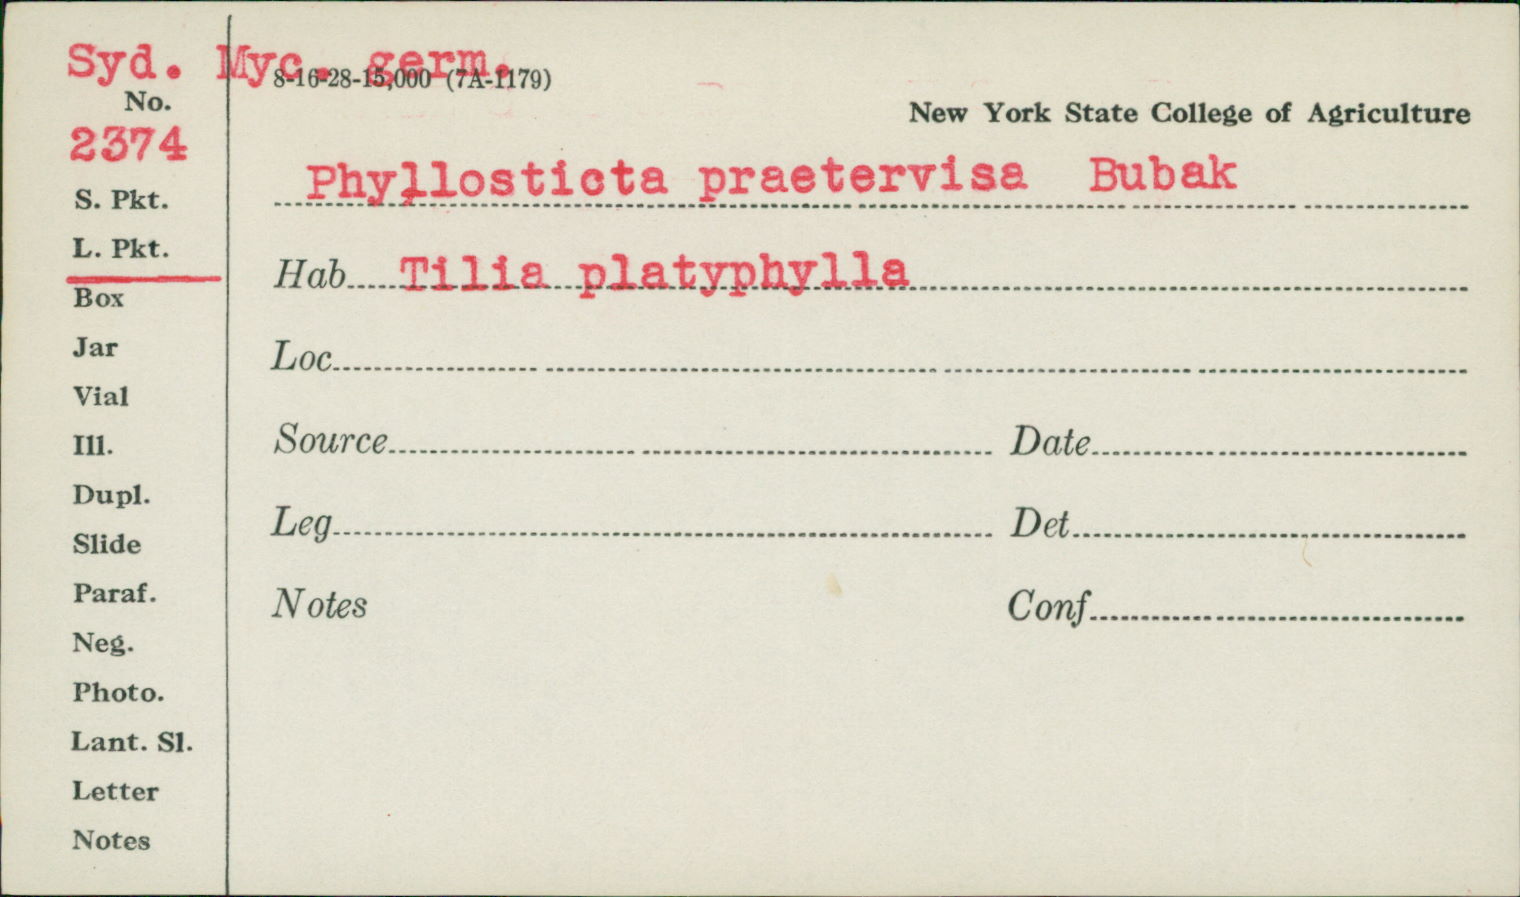 Syd. Myc. germ.
8-16-28-15,000 (7A-1179)
No.
New York State College of Agriculture
2374
Phyllosticta praetervisa Bubak
S. Pkt.
L. Pkt.
Hab Tilia platyphylla
Box
Jar
Loc
Vial
Ill.
Source Date
Dupl.
Slide
Leg Det
Paraf.
Notes Conf
Neg.
Photo.
Lant. Sl.
Letter
Notes